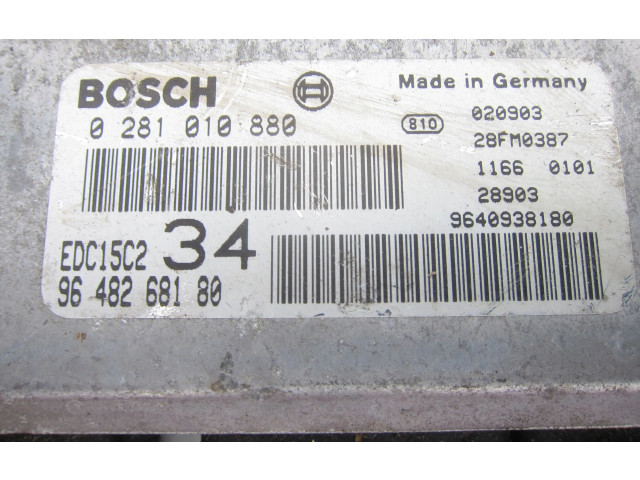 BOSCH
Made in Germany
0 281 010 880
810
020903
28FM0387
1166 0101
28903
9640938180
EDC15C2 34
96 482 681 80